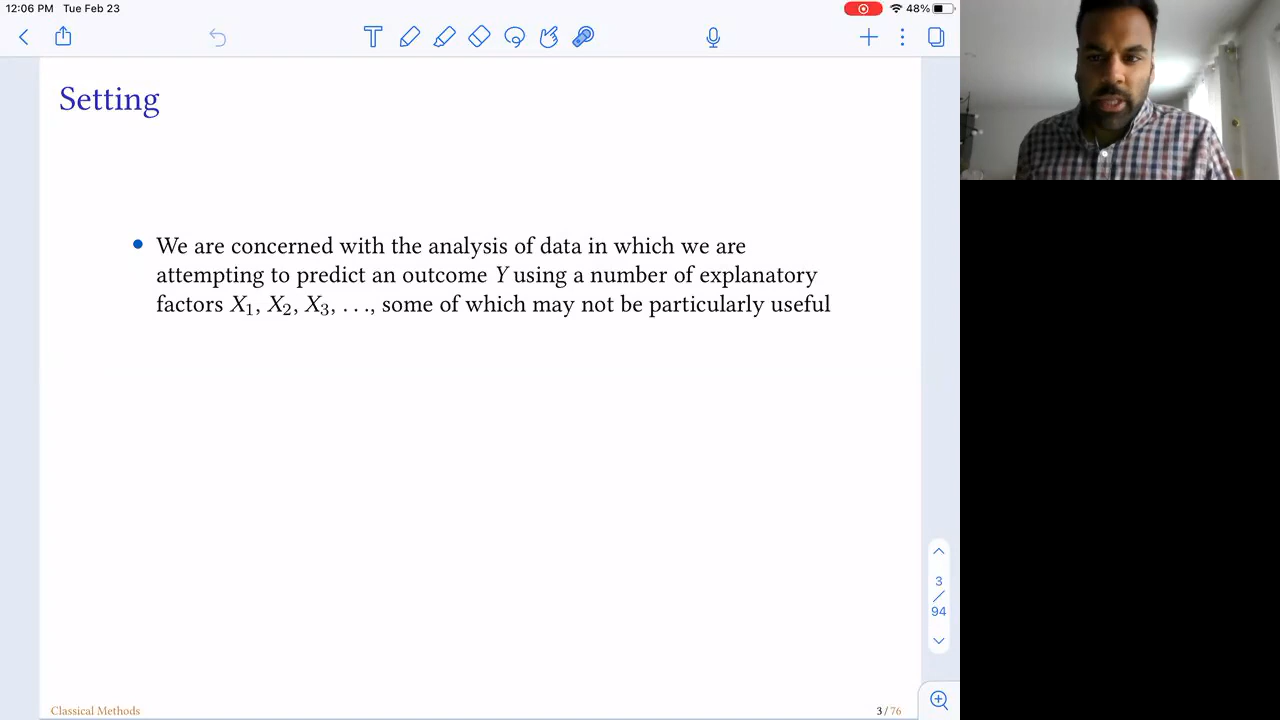 12:06 PM Tue Feb 23
48%
Setting
• We are concerned with the analysis of data in which we are
attempting to predict an outcome Y using a number of explanatory
factors X₁, X₂, X₃, . . ., some of which may not be particularly useful
3
/
94
Classical Methods
3 / 76